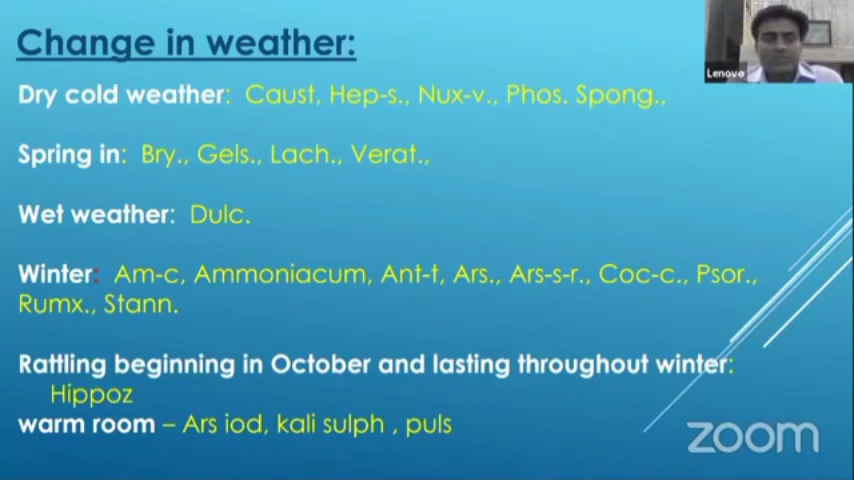 Change in weather:
Lenovo
Dry cold weather: Caust, Hep-s., Nux-v., Phos. Spong.,
Spring in: Bry., Gels., Lach., Verat.,
Wet weather: Dulc.
Winter: Am-c, Ammoniacum, Ant-t, Ars., Ars-s-r., Coc-c., Psor.,
Rumx., Stann.
Rattling beginning in October and lasting throughout winter:
Hippoz
warm room – Ars iod, kali sulph , puls
zoom